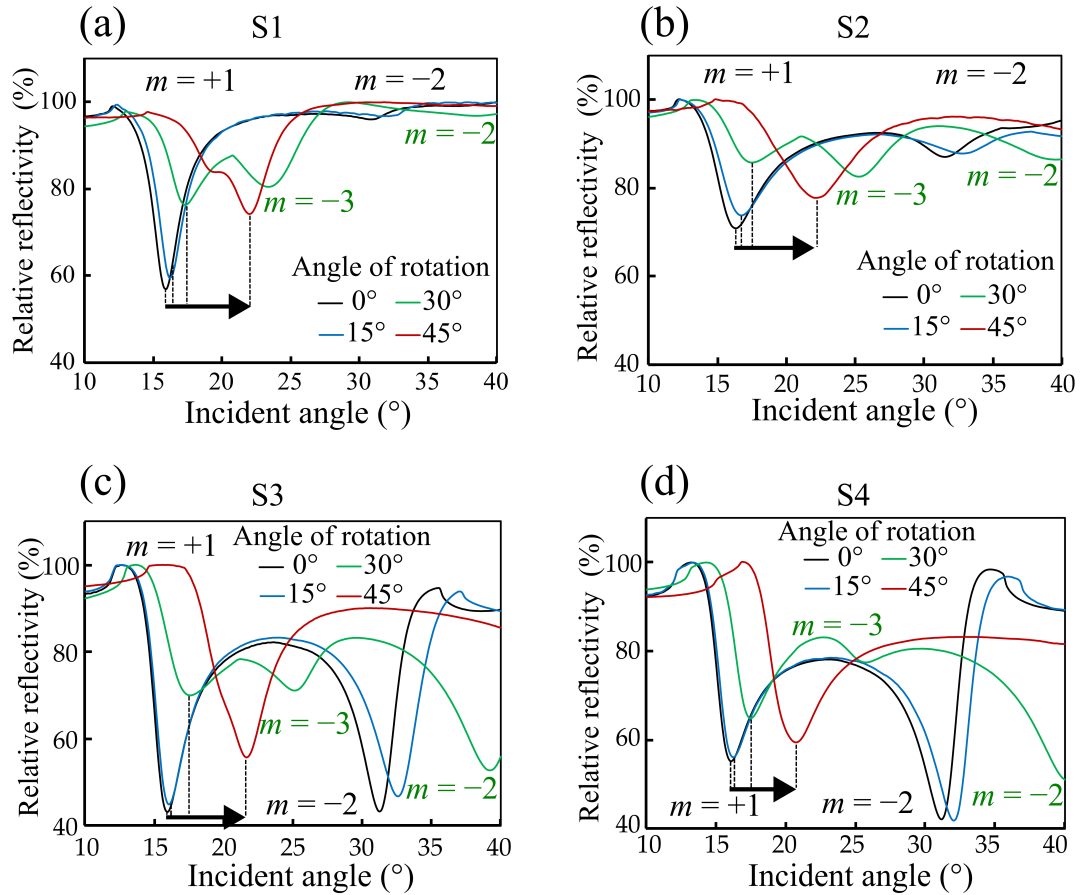 (a)
S1
Relative reflectivity (%)
100
80
60
40
m = +1
m = −2
m = −2
m = −3
Angle of rotation
0°
30°
15°
45°
10
15
20
25
30
35
40
Incident angle (°)
(b)
S2
Relative reflectivity (%)
100
80
60
40
m = +1
m = −2
m = −3
m = −2
Angle of rotation
0°
30°
15°
45°
10
15
20
25
30
35
40
Incident angle (°)
(c)
S3
Relative reflectivity (%)
100
80
60
40
m = +1
Angle of rotation
0°
30°
15°
45°
m = −3
m = −2
m = −2
10
15
20
25
30
35
40
Incident angle (°)
(d)
S4
Relative reflectivity (%)
100
80
60
40
Angle of rotation
0°
30°
15°
45°
m = −3
m = +1
m = −2
m = −2
10
15
20
25
30
35
40
Incident angle (°)